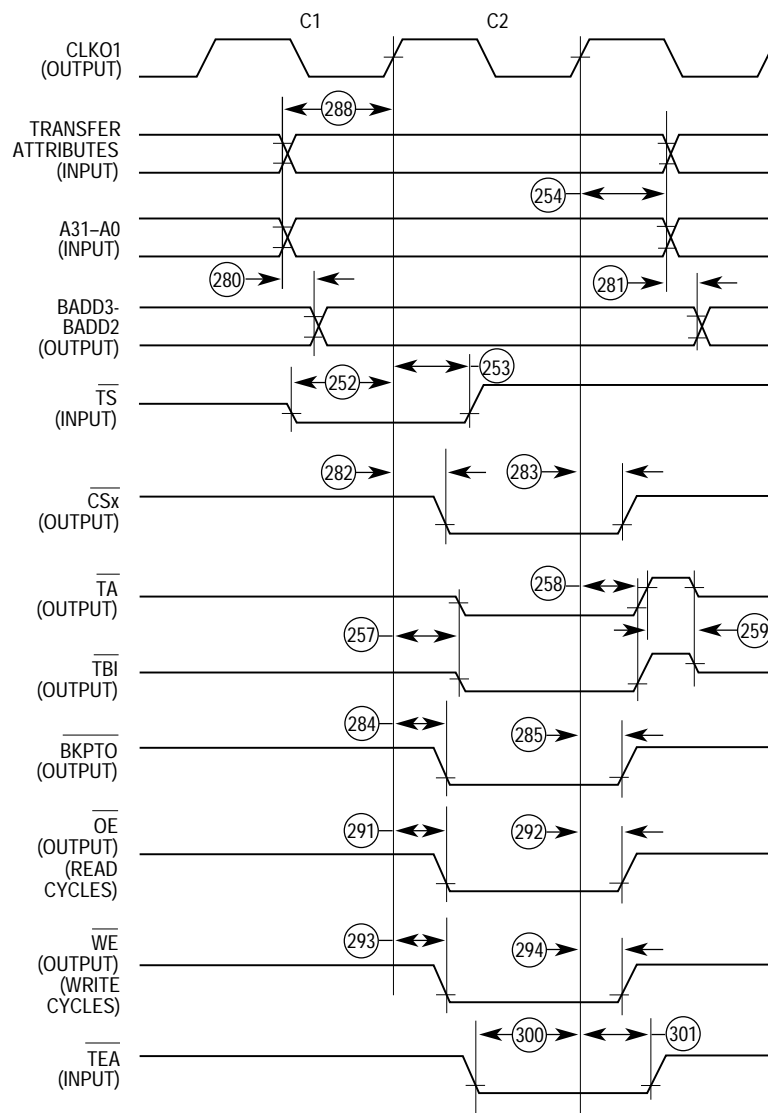 C1 C2
CLKO1
(OUTPUT)
288
TRANSFER
ATTRIBUTES
(INPUT)
254
A31–A0
(INPUT)
280 281
BADD3-
BADD2
(OUTPUT)
253
252
TS
(INPUT)
282 283
CSx
(OUTPUT)
258
TA
(OUTPUT)
257 259
TBI
(OUTPUT)
284 285
BKPTO
(OUTPUT)
291 292
OE
(OUTPUT)
(READ
CYCLES)
293 294
WE
(OUTPUT)
(WRITE
CYCLES)
300 301
TEA
(INPUT)